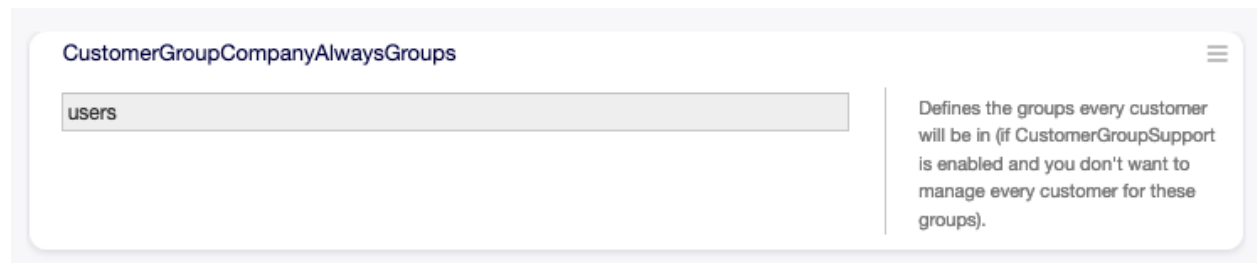 CustomerGroupCompanyAlwaysGroups
users
Defines the groups every customer
will be in (if CustomerGroupSupport
is enabled and you don't want to
manage every customer for these
groups).